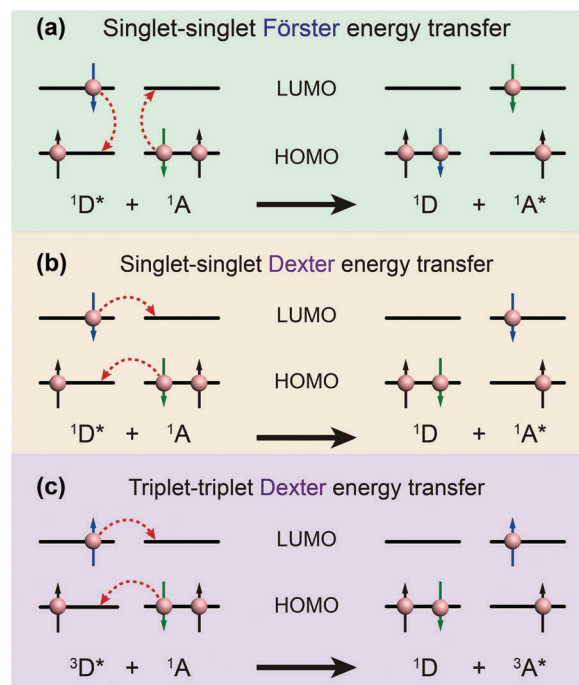 (a) Singlet-singlet Förster energy transfer
LUMO
HOMO
¹D* + ¹A ¹D + ¹A*
(b) Singlet-singlet Dexter energy transfer
LUMO
HOMO
¹D* + ¹A ¹D + ¹A*
(c) Triplet-triplet Dexter energy transfer
LUMO
HOMO
³D* + ¹A ¹D + ³A*